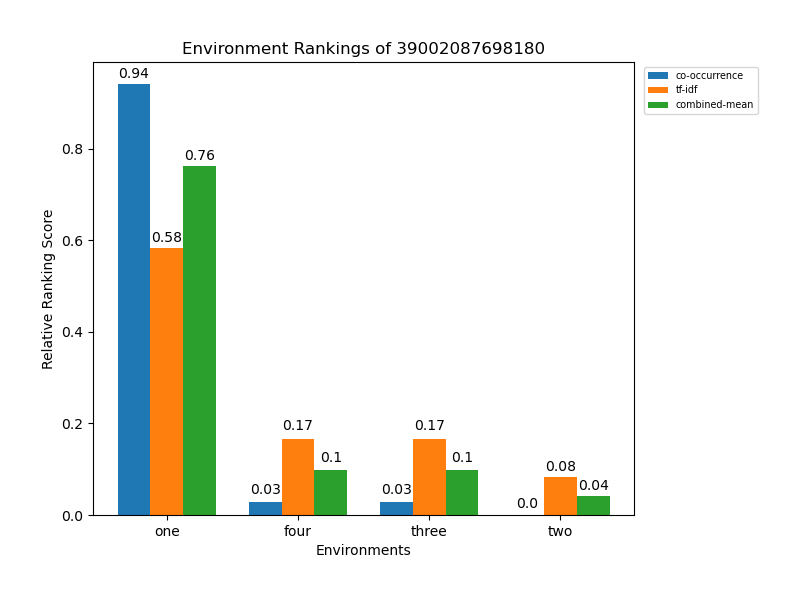 Environment Rankings of 39002087698180
co-occurrence
tf-idf
combined-mean
Relative Ranking Score
0.8
0.6
0.4
0.2
0.0
0.94
0.58
0.76
0.03
0.17
0.1
0.03
0.17
0.1
0.0
0.08
0.04
one
four
three
two
Environments